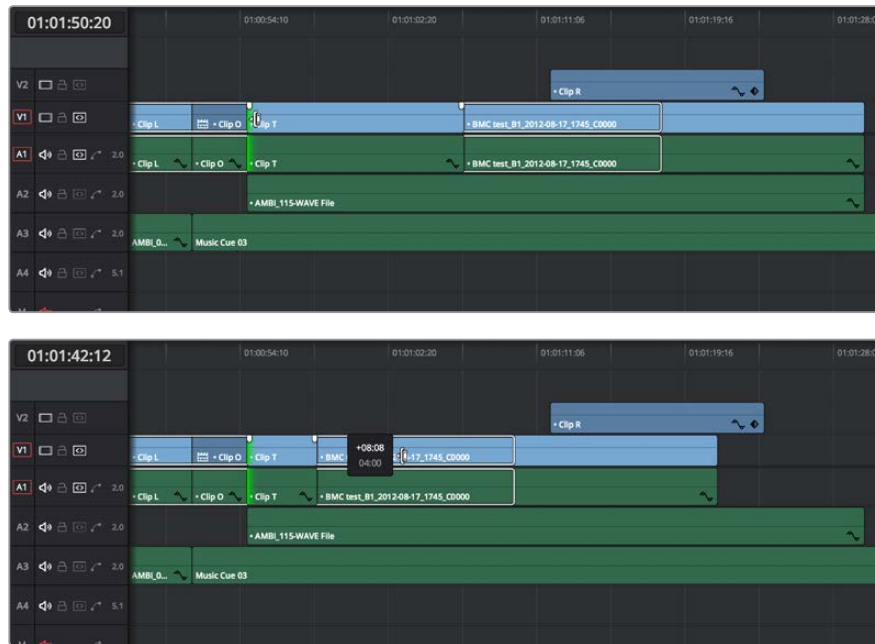 01:01:50:20
01:00:54:10
01:01:02:20
01:01:11:06
01:01:19:16
01:01:28:0
V2
• Clip R
V1
• Clip L
• Clip O
Clip T
• BMC test_B1_2012-08-17_1745_C0000
A1
2.0
• Clip L
• Clip O
• Clip T
• BMC test_B1_2012-08-17_1745_C0000
A2
2.0
• AMBI_115-WAVE File
A3
2.0
AMBI_0...
Music Cue 03
A4
5.1
01:01:42:12
01:00:54:10
01:01:02:20
01:01:11:06
01:01:19:16
01:01:28:0
V2
• Clip R
V1
• Clip L
• Clip O
• Clip T
• BMC
+08:08
04:00
8-17_1745_C0000
A1
2.0
• Clip L
• Clip O
• Clip T
• BMC test_B1_2012-08-17_1745_C0000
A2
2.0
• AMBI_115-WAVE File
A3
2.0
AMBI_0...
Music Cue 03
A4
5.1